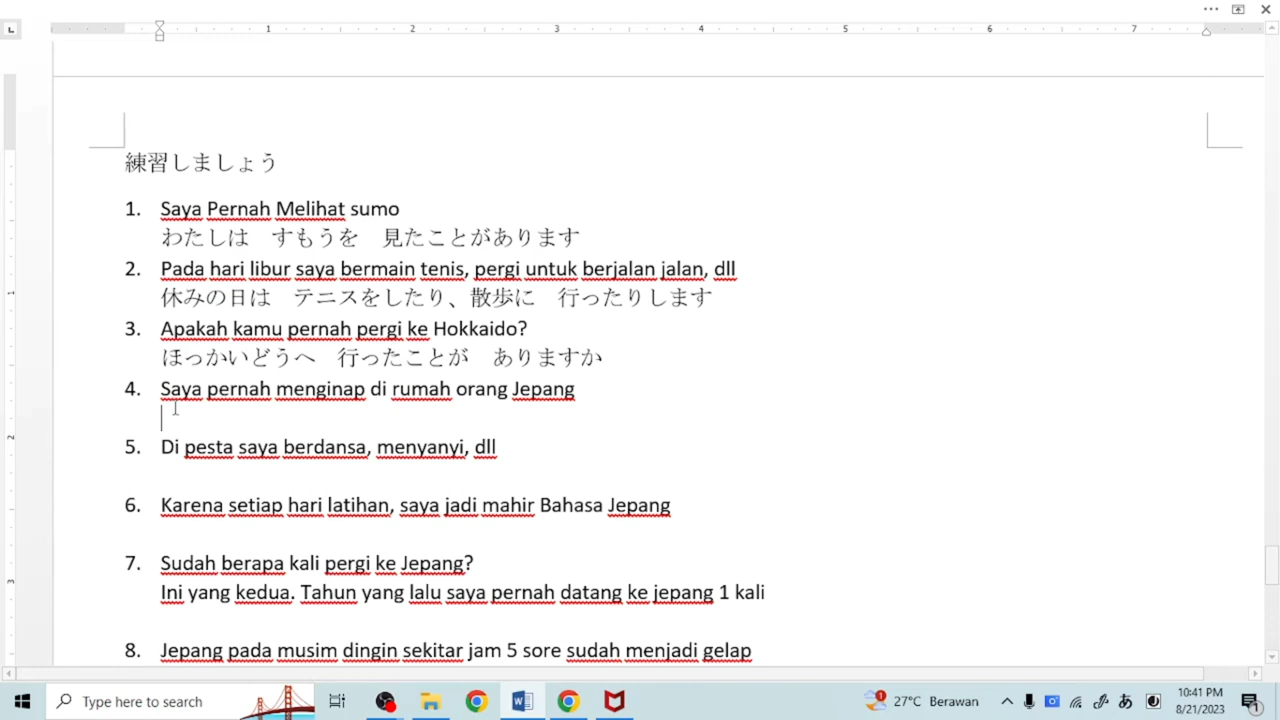 1 2 3 4 5 6 7
練習しましょう
1. Saya Pernah Melihat sumo
わたしは　すもうを　見たことがあります
2. Pada hari libur saya bermain tenis, pergi untuk berjalan jalan, dll
休みの日は　テニスをしたり、散歩に　行ったりします
3. Apakah kamu pernah pergi ke Hokkaido?
ほっかいどうへ　行ったことが　ありますか
4. Saya pernah menginap di rumah orang Jepang
5. Di pesta saya berdansa, menyanyi, dll
6. Karena setiap hari latihan, saya jadi mahir Bahasa Jepang
7. Sudah berapa kali pergi ke Jepang?
Ini yang kedua. Tahun yang lalu saya pernah datang ke jepang 1 kali
8. Jepang pada musim dingin sekitar jam 5 sore sudah menjadi gelap
Type here to search
27°C Berawan
あ
10:41 PM
8/21/2023